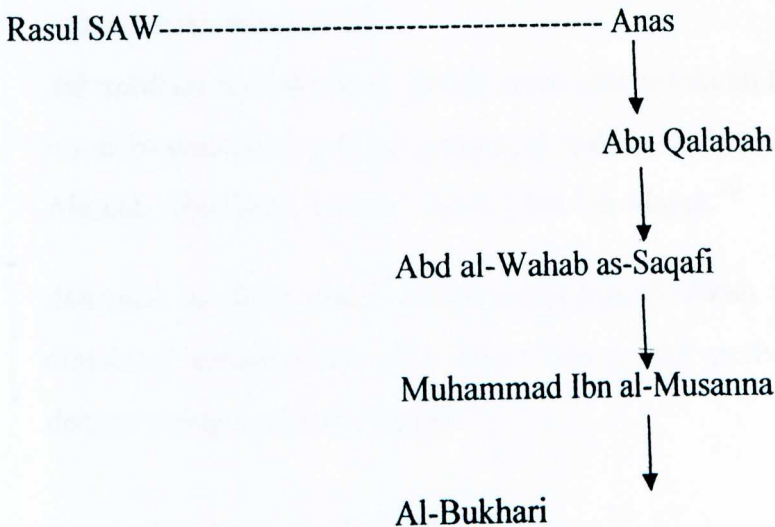 Rasul SAW------------------------------------------ Anas
Abu Qalabah
Abd al-Wahab as-Saqafi
Muhammad Ibn al-Musanna
Al-Bukhari